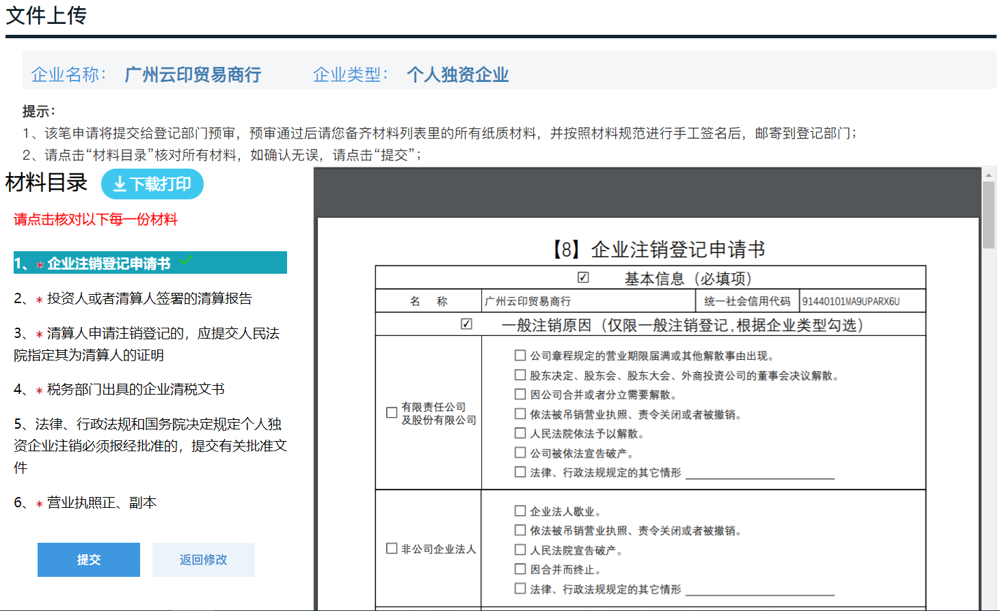 文件上传
企业名称： 广州云印贸易商行 企业类型： 个人独资企业
提示：
1、该笔申请将提交给登记部门预审，预审通过后请您备齐材料列表里的所有纸质材料，并按照材料规范进行手工签名后，邮寄到登记部门；
2、请点击“材料目录”核对所有材料，如确认无误，请点击“提交”；
材料目录 下载打印
请点击核对以下每一份材料
1、* 企业注销登记申请书
2、* 投资人或者清算人签署的清算报告
3、* 清算人申请注销登记的，应提交人民法
院指定其为清算人的证明
4、* 税务部门出具的企业清税文书
5、法律、行政法规和国务院决定规定个人独
资企业注销必须报经批准的，提交有关批准文
件
6、* 营业执照正、副本
提交 返回修改
【8】企业注销登记申请书
☑ 基本信息（必填项）
名 称 广州云印贸易商行 统一社会信用代码 91440101MA9UPARX6U
☑ 一般注销原因（仅限一般注销登记,根据企业类型勾选）
□ 有限责任公司
及股份有限公司
□ 公司章程规定的营业期限届满或其他解散事由出现。
□ 股东决定、股东会、股东大会、外商投资公司的董事会决议解散。
□ 因公司合并或者分立需要解散。
□ 依法被吊销营业执照、责令关闭或者被撤销。
□ 人民法院依法予以解散。
□ 公司被依法宣告破产。
□ 法律、行政法规规定的其它情形
□ 非公司企业法人
□ 企业法人歇业。
□ 依法被吊销营业执照、责令关闭或者被撤销。
□ 人民法院宣告破产。
□ 因合并而终止。
□ 法律、行政法规规定的其它情形